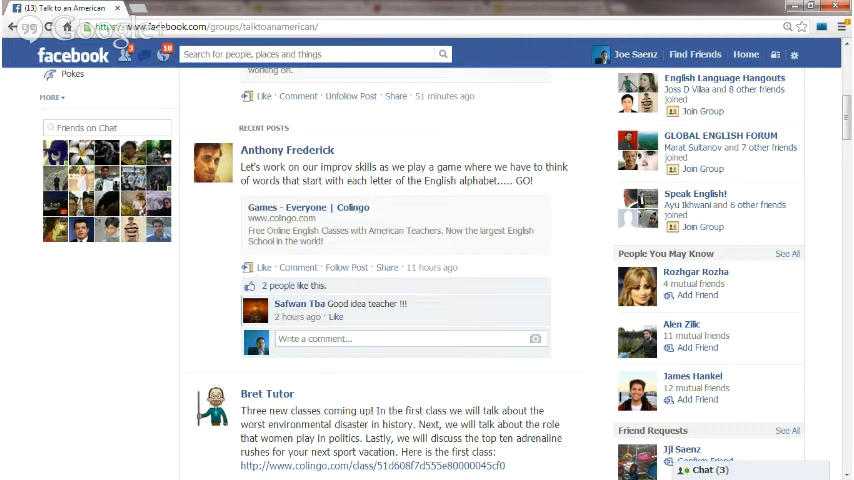 (13) Talk to an American
https://www.facebook.com/groups/talktoanamerican/
Google+
facebook
3
10
Search for people, places and things
Joe Saenz
Find Friends
Home
Pokes
MORE
Friends on Chat
working on.
Like · Comment · Unfollow Post · Share · 51 minutes ago
RECENT POSTS
Anthony Frederick
Let's work on our improv skills as we play a game where we have to think
of words that start with each letter of the English alphabet..... GO!
Games - Everyone | Colingo
www.colingo.com
Free Online English Classes with American Teachers. Now the largest English
School in the world!
Like · Comment · Follow Post · Share · 11 hours ago
2 people like this.
Safwan Tba Good idea teacher !!!
2 hours ago · Like
Write a comment...
Bret Tutor
Three new classes coming up! In the first class we will talk about the
worst environmental disaster in history. Next, we will talk about the role
that women play in politics. Lastly, we will discuss the top ten adrenaline
rushes for your next sport vacation. Here is the first class:
http://www.colingo.com/class/51d608f7d555e80000045cf0
English Language Hangouts
Joss D Vilaa and 8 other friends
joined
Join Group
GLOBAL ENGLISH FORUM
Marat Sultanov and 7 other friends
joined
Join Group
Speak English!
Ayu Ikhwani and 6 other friends
joined
Join Group
People You May Know
See All
Rozhgar Rozha
4 mutual friends
Add Friend
Alen Zilic
11 mutual friends
Add Friend
James Hankel
12 mutual friends
Add Friend
Friend Requests
See All
Jji Saenz
Confirm Friend
Chat (3)